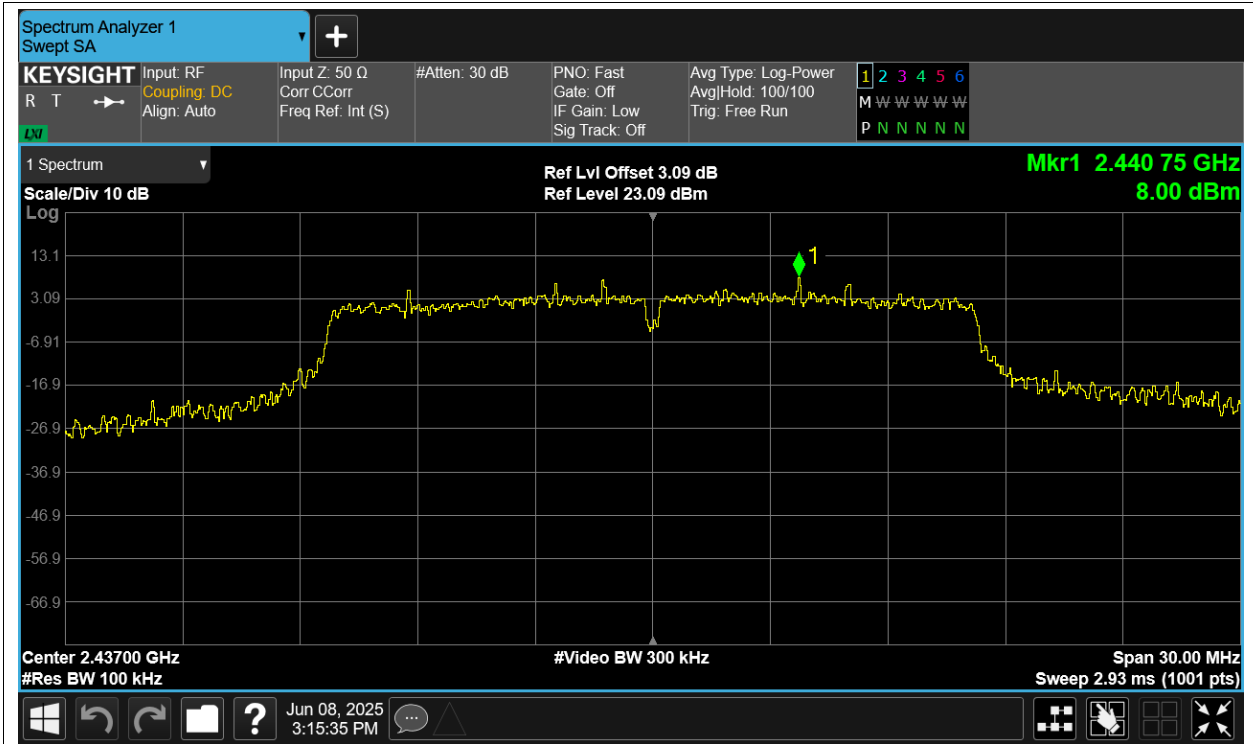 Spectrum Analyzer 1
Swept SA
KEYSIGHT
R T
LXI
Input: RF
Coupling: DC
Align: Auto
Input Z: 50 Ω
Corr CCorr
Freq Ref: Int (S)
#Atten: 30 dB
PNO: Fast
Gate: Off
IF Gain: Low
Sig Track: Off
Avg Type: Log-Power
Avg|Hold: 100/100
Trig: Free Run
1 2 3 4 5 6
M W W W W W
P N N N N N
1 Spectrum
Scale/Div 10 dB
Log
Ref Lvl Offset 3.09 dB
Ref Level 23.09 dBm
Mkr1 2.440 75 GHz
8.00 dBm
1
13.1
3.09
-6.91
-16.9
-26.9
-36.9
-46.9
-56.9
-66.9
Center 2.43700 GHz
#Video BW 300 kHz
Span 30.00 MHz
#Res BW 100 kHz
Sweep 2.93 ms (1001 pts)
?
Jun 08, 2025
3:15:35 PM